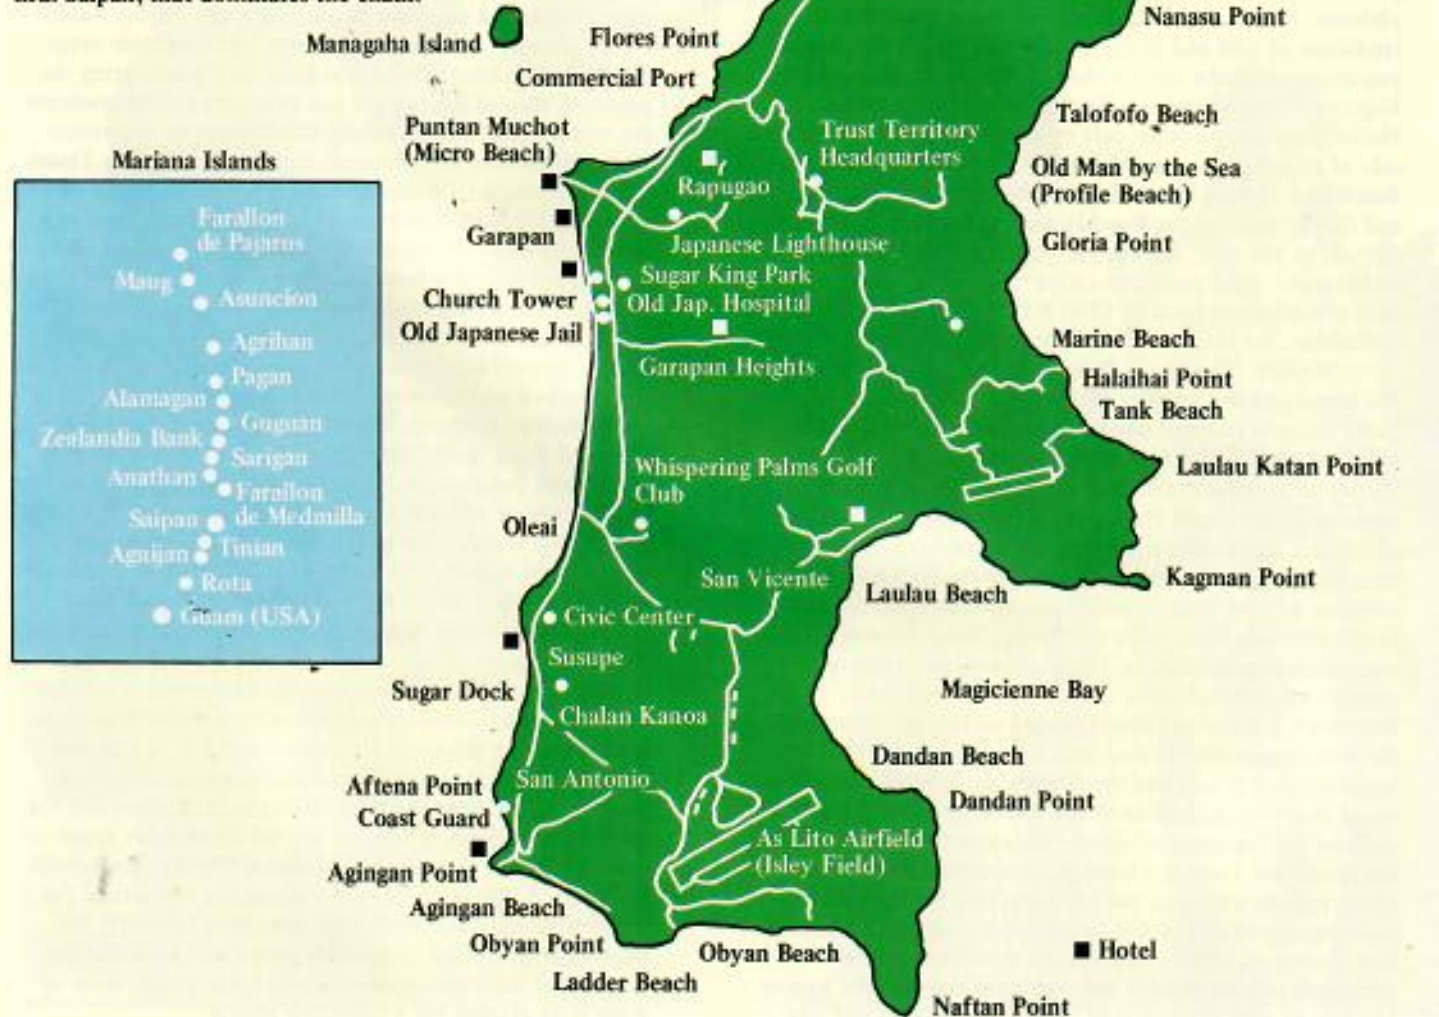 Nanasu Point
Managaha Island
Flores Point
Commercial Port
Talofofo Beach
Puntan Muchot
(Micro Beach)
Trust Territory
Headquarters
Mariana Islands
Old Man by the Sea
(Profile Beach)
Rapugao
Farallon
de Pajaros
Garapan
Japanese Lighthouse
Gloria Point
Maug
Asuncion
Sugar King Park
Church Tower
Old Jap. Hospital
Old Japanese Jail
Agrihan
Marine Beach
Garapan Heights
Pagan
Halaihai Point
Alamagan
Tank Beach
Guguan
Zealandia Bank
Sarigan
Whispering Palms Golf
Club
Laulau Katan Point
Anathan
Farallon
de Medmilla
Saipan
Oleai
Tinian
Aguijan
Rota
San Vicente
Kagman Point
Laulau Beach
Guam (USA)
Civic Center
Susupe
Sugar Dock
Magicienne Bay
Chalan Kanoa
Dandan Beach
San Antonio
Aftena Point
Coast Guard
Dandan Point
As Lito Airfield
(Isley Field)
Agingan Point
Agingan Beach
Obyan Point
Obyan Beach
Hotel
Ladder Beach
Naftan Point